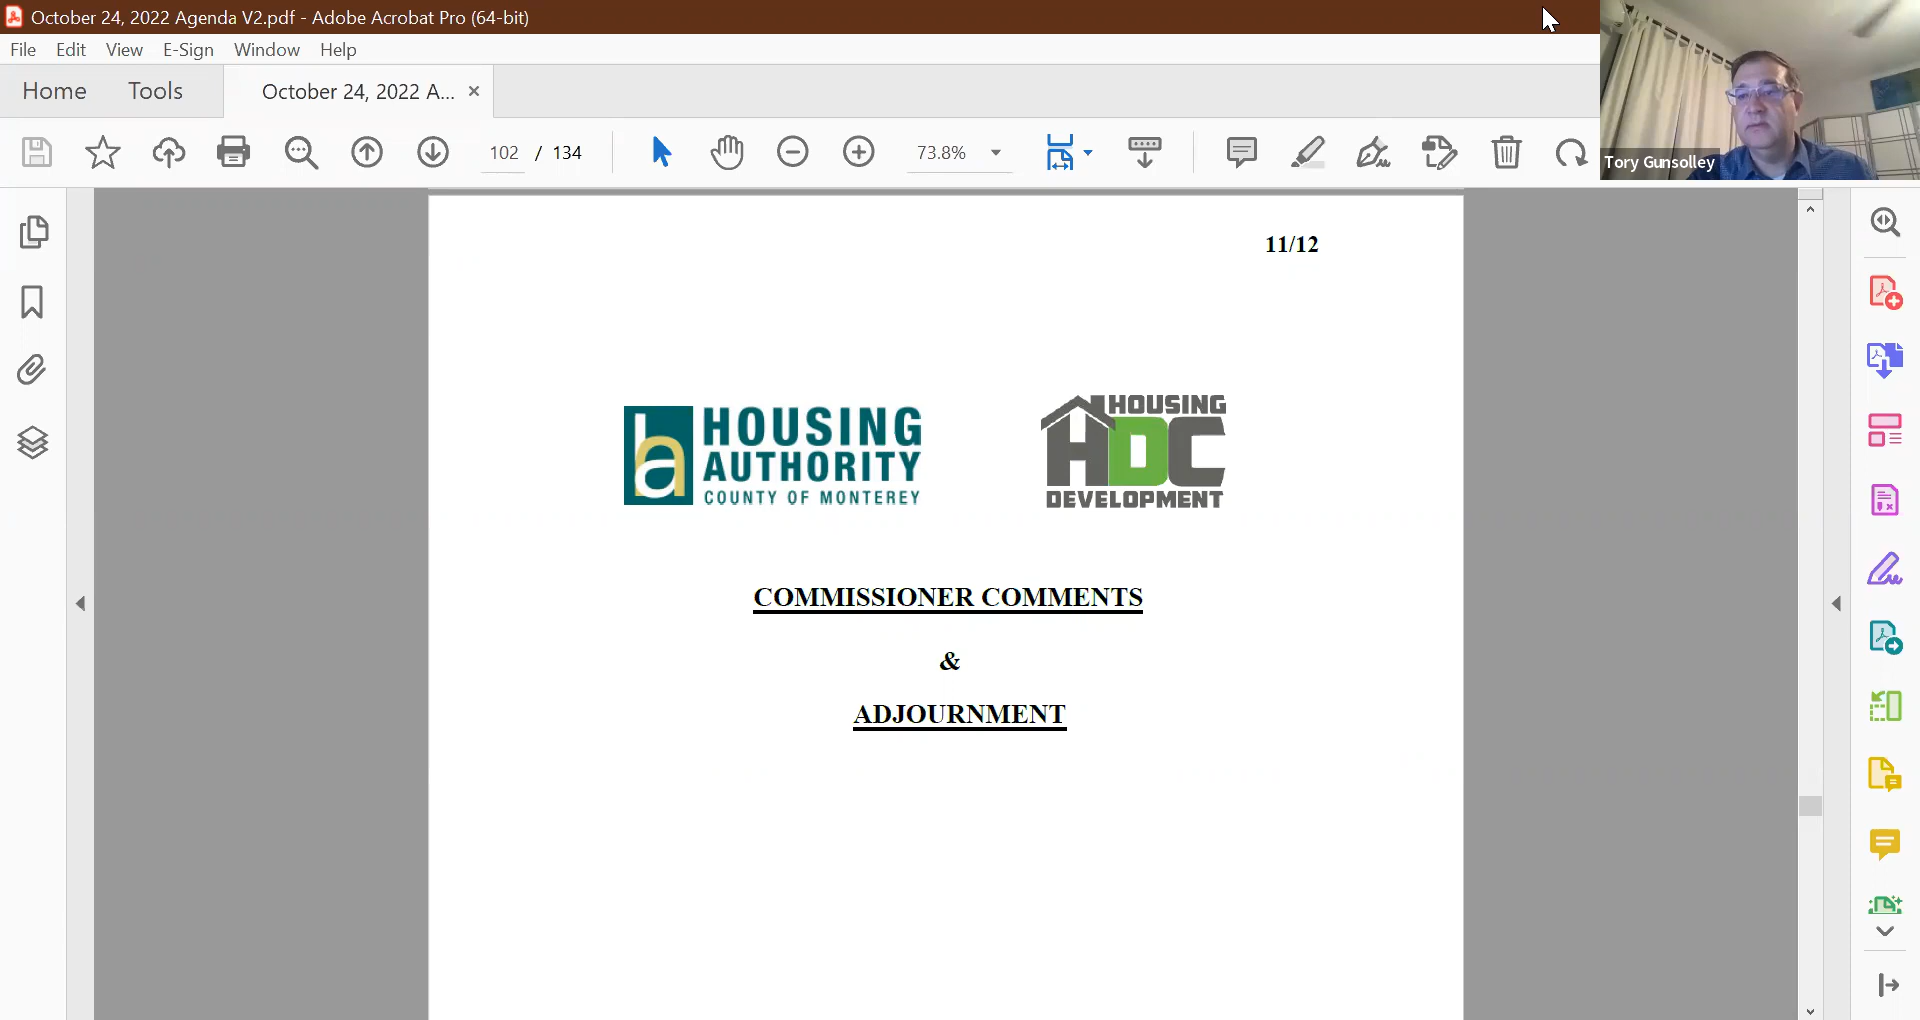 October 24, 2022 Agenda V2.pdf - Adobe Acrobat Pro (64-bit)
File Edit View E-Sign Window Help
Home Tools October 24, 2022 A... ×
102 / 134 73.8%
Tory Gunsolley
11/12
ha HOUSING
AUTHORITY
COUNTY OF MONTEREY
HOUSING
HDC
DEVELOPMENT
COMMISSIONER COMMENTS
&
ADJOURNMENT